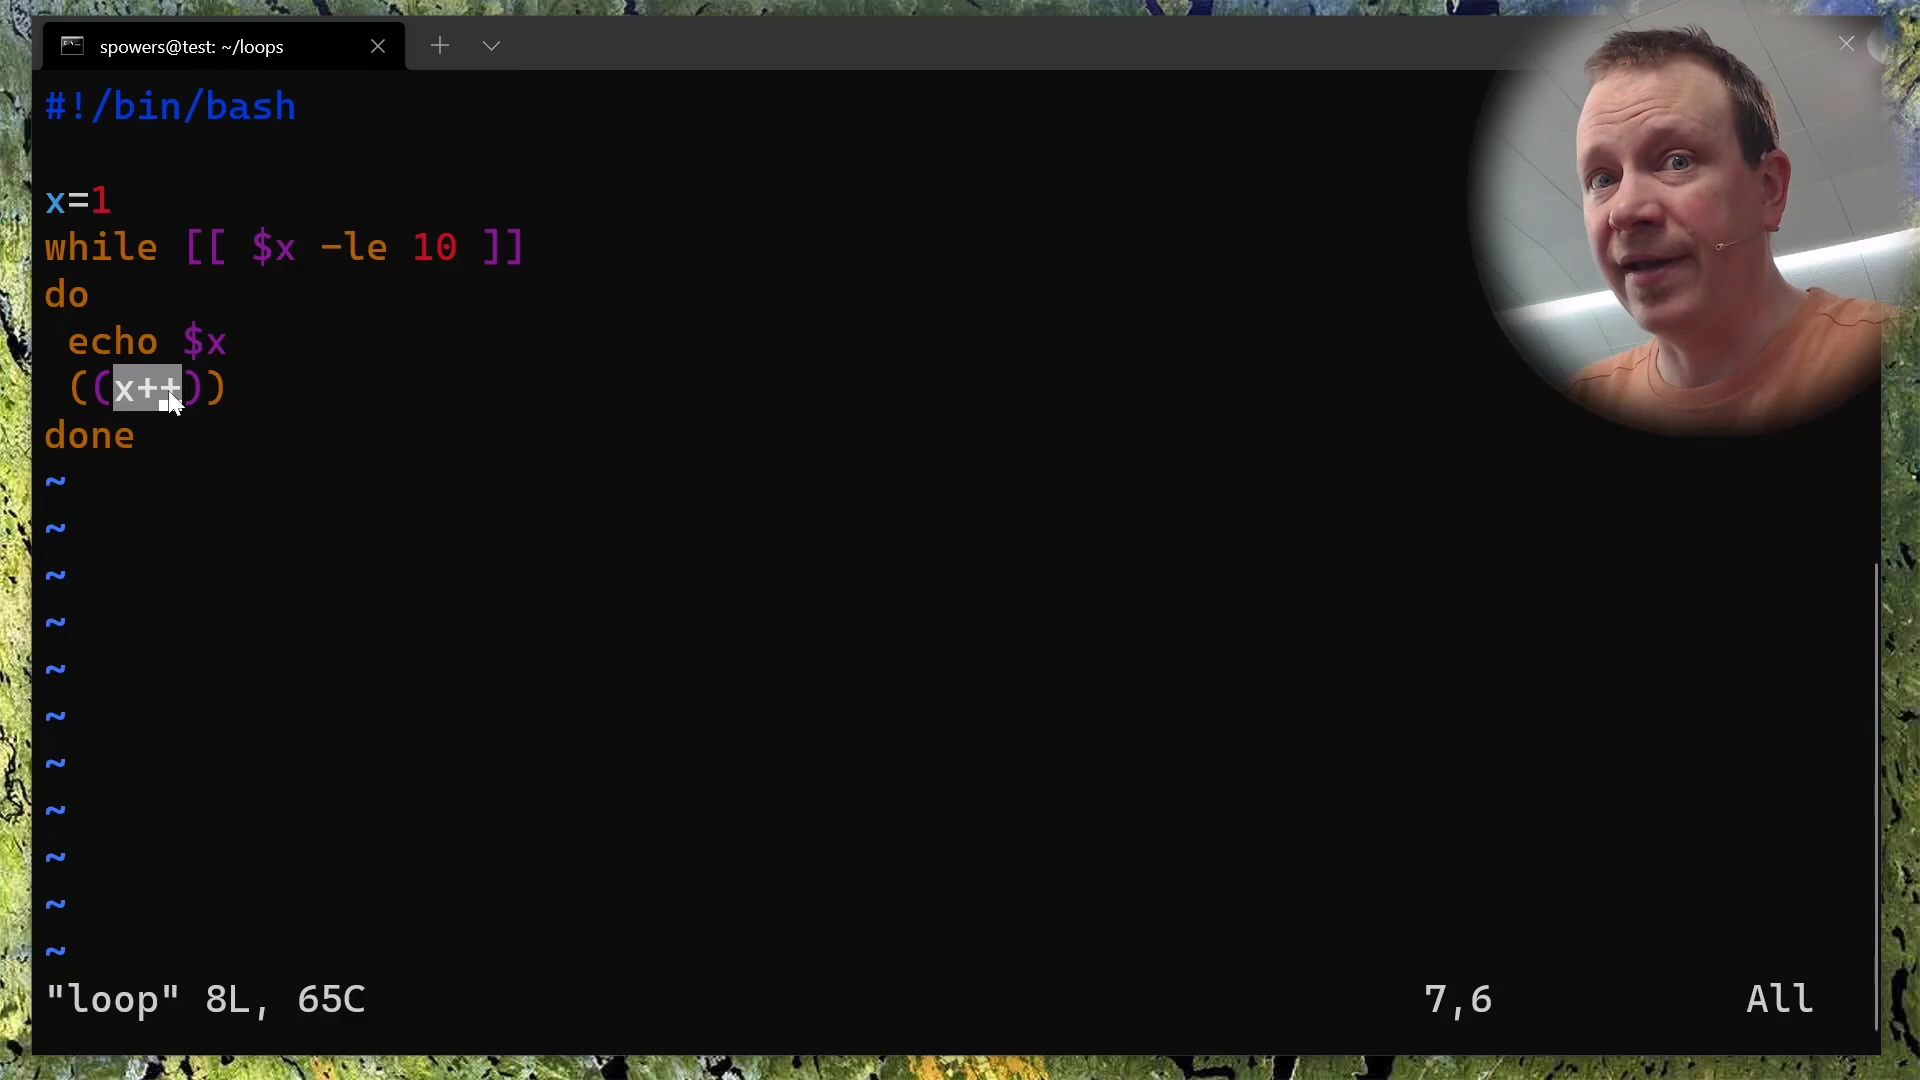 spowers@test: ~/loops
#!/bin/bash
x=1
while [[ $x -le 10 ]]
do
echo $x
((x++))
done
~
~
~
~
~
~
~
~
~
~
~
"loop" 8L, 65C 7,6 All